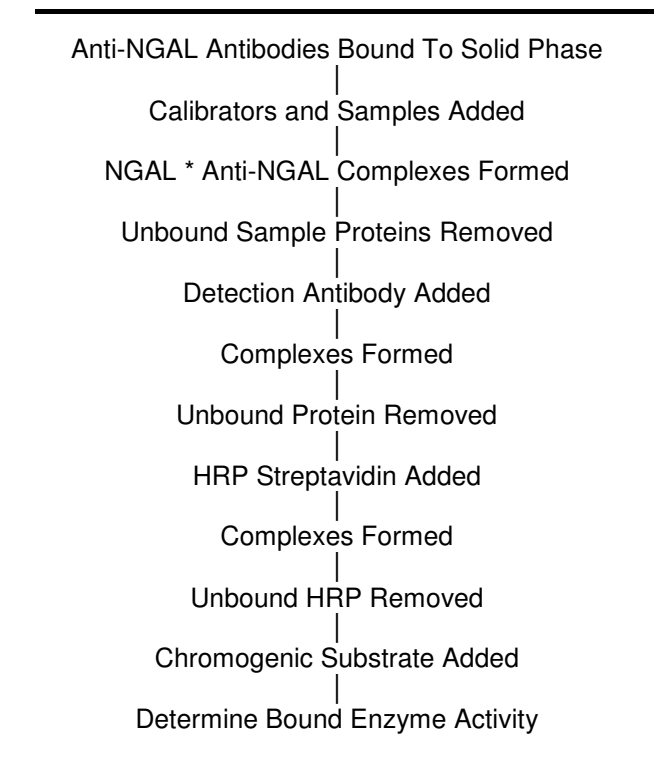 Anti-NGAL Antibodies Bound To Solid Phase
Calibrators and Samples Added
NGAL * Anti-NGAL Complexes Formed
Unbound Sample Proteins Removed
Detection Antibody Added
Complexes Formed
Unbound Protein Removed
HRP Streptavidin Added
Complexes Formed
Unbound HRP Removed
Chromogenic Substrate Added
Determine Bound Enzyme Activity